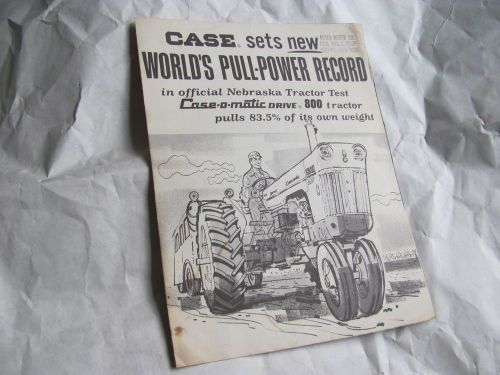 CASE® sets new
WORLD'S PULL-POWER RECORD
in official Nebraska Tractor Test
Case-o-matic DRIVE® 800 tractor
pulls 83.5% of its own weight